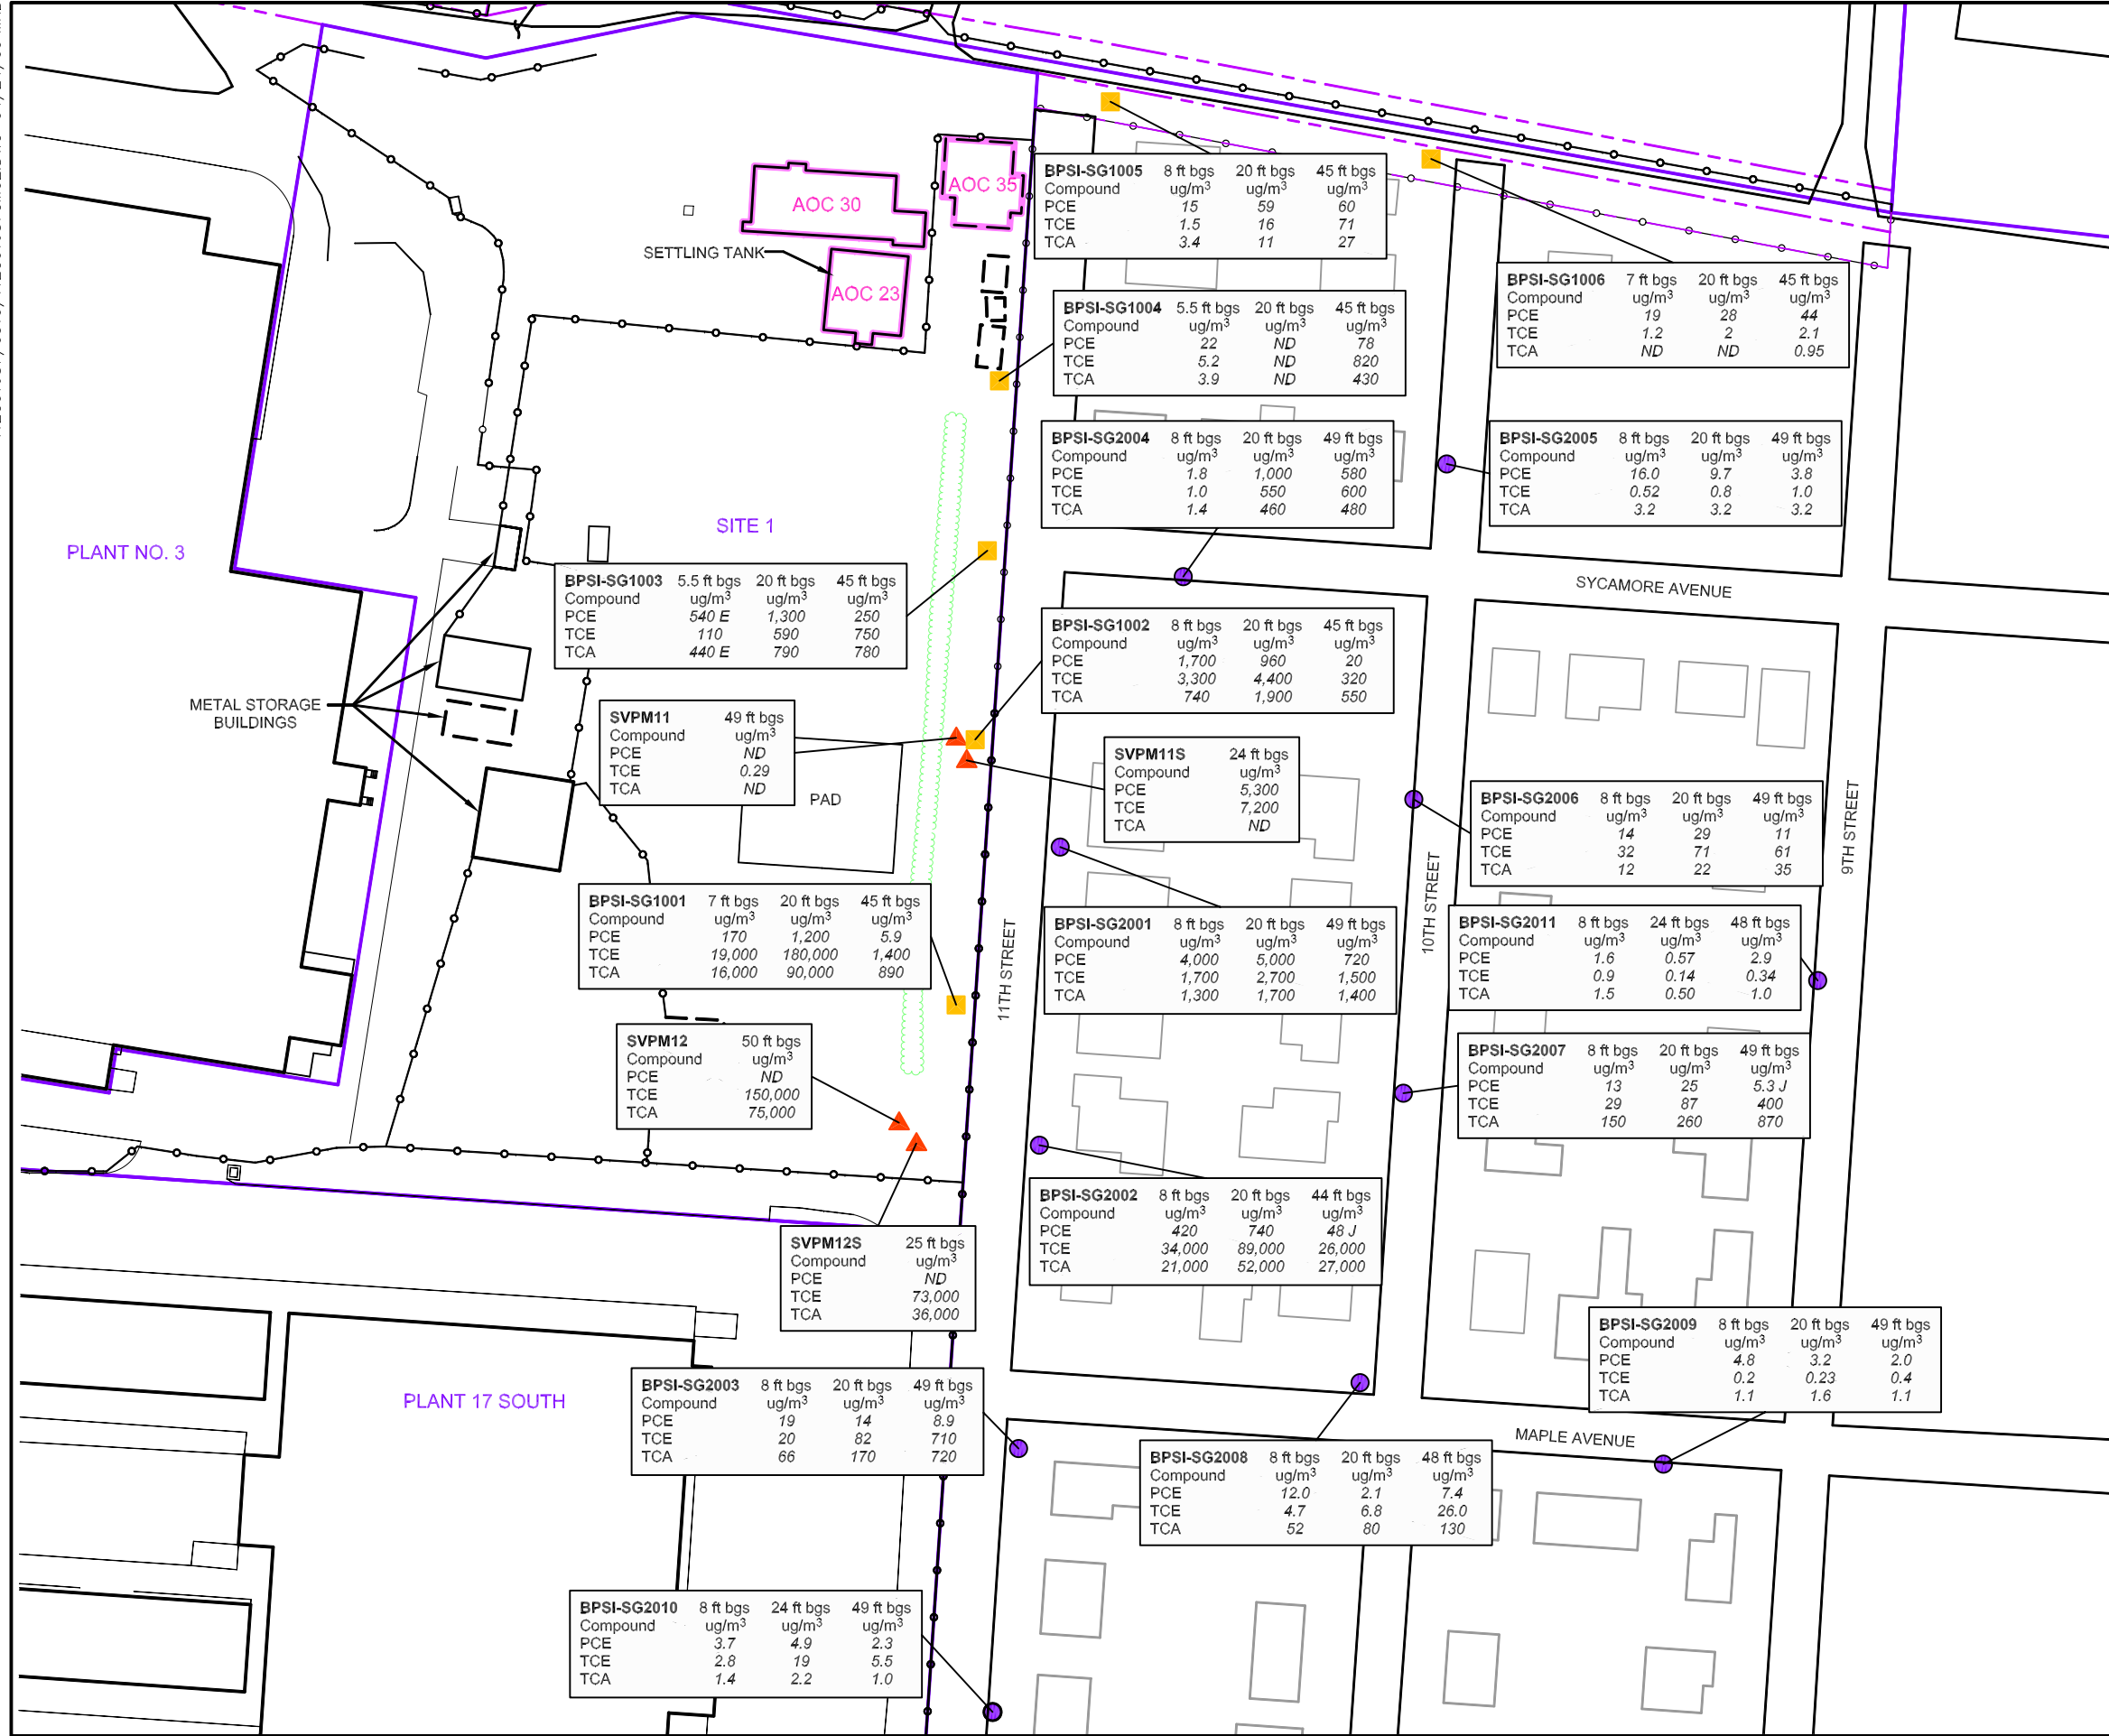 AOC 35
AOC 30
SETTLING TANK
AOC 23
BPSI-SG1005 8 ft bgs 20 ft bgs 45 ft bgs
Compound ug/m³ ug/m³ ug/m³
PCE 15 59 60
TCE 1.5 16 71
TCA 3.4 11 27
BPSI-SG1006 7 ft bgs 20 ft bgs 45 ft bgs
Compound ug/m³ ug/m³ ug/m³
PCE 19 28 44
TCE 1.2 2 2.1
TCA ND ND 0.95
BPSI-SG1004 5.5 ft bgs 20 ft bgs 45 ft bgs
Compound ug/m³ ug/m³ ug/m³
PCE 22 ND 78
TCE 5.2 ND 820
TCA 3.9 ND 430
BPSI-SG2004 8 ft bgs 20 ft bgs 49 ft bgs
Compound ug/m³ ug/m³ ug/m³
PCE 1.8 1,000 580
TCE 1.0 550 600
TCA 1.4 460 480
BPSI-SG2005 8 ft bgs 20 ft bgs 49 ft bgs
Compound ug/m³ ug/m³ ug/m³
PCE 16.0 9.7 3.8
TCE 0.52 0.8 1.0
TCA 3.2 3.2 3.2
SITE 1
PLANT NO. 3
SYCAMORE AVENUE
BPSI-SG1003 5.5 ft bgs 20 ft bgs 45 ft bgs
Compound ug/m³ ug/m³ ug/m³
PCE 540 E 1,300 250
TCE 110 590 750
TCA 440 E 790 780
BPSI-SG1002 8 ft bgs 20 ft bgs 45 ft bgs
Compound ug/m³ ug/m³ ug/m³
PCE 1,700 960 20
TCE 3,300 4,400 320
TCA 740 1,900 550
METAL STORAGE
BUILDINGS
SVPM11 49 ft bgs
Compound ug/m³
PCE ND
TCE 0.29
TCA ND
PAD
SVPM11S 24 ft bgs
Compound ug/m³
PCE 5,300
TCE 7,200
TCA ND
BPSI-SG2006 8 ft bgs 20 ft bgs 49 ft bgs
Compound ug/m³ ug/m³ ug/m³
PCE 14 29 11
TCE 32 71 61
TCA 12 22 35
9TH STREET
10TH STREET
11TH STREET
BPSI-SG1001 7 ft bgs 20 ft bgs 45 ft bgs
Compound ug/m³ ug/m³ ug/m³
PCE 170 1,200 5.9
TCE 19,000 180,000 1,400
TCA 16,000 90,000 890
BPSI-SG2001 8 ft bgs 20 ft bgs 49 ft bgs
Compound ug/m³ ug/m³ ug/m³
PCE 4,000 5,000 720
TCE 1,700 2,700 1,500
TCA 1,300 1,700 1,400
BPSI-SG2011 8 ft bgs 24 ft bgs 48 ft bgs
Compound ug/m³ ug/m³ ug/m³
PCE 1.6 0.57 2.9
TCE 0.9 0.14 0.34
TCA 1.5 0.50 1.0
SVPM12 50 ft bgs
Compound ug/m³
PCE ND
TCE 150,000
TCA 75,000
BPSI-SG2007 8 ft bgs 20 ft bgs 49 ft bgs
Compound ug/m³ ug/m³ ug/m³
PCE 13 25 5.3 J
TCE 29 87 400
TCA 150 260 870
BPSI-SG2002 8 ft bgs 20 ft bgs 44 ft bgs
Compound ug/m³ ug/m³ ug/m³
PCE 420 740 48 J
TCE 34,000 89,000 26,000
TCA 21,000 52,000 27,000
SVPM12S 25 ft bgs
Compound ug/m³
PCE ND
TCE 73,000
TCA 36,000
BPSI-SG2009 8 ft bgs 20 ft bgs 49 ft bgs
Compound ug/m³ ug/m³ ug/m³
PCE 4.8 3.2 2.0
TCE 0.2 0.23 0.4
TCA 1.1 1.6 1.1
PLANT 17 SOUTH
BPSI-SG2003 8 ft bgs 20 ft bgs 49 ft bgs
Compound ug/m³ ug/m³ ug/m³
PCE 19 14 8.9
TCE 20 82 710
TCA 66 170 720
MAPLE AVENUE
BPSI-SG2008 8 ft bgs 20 ft bgs 48 ft bgs
Compound ug/m³ ug/m³ ug/m³
PCE 12.0 2.1 7.4
TCE 4.7 6.8 26.0
TCA 52 80 130
BPSI-SG2010 8 ft bgs 24 ft bgs 49 ft bgs
Compound ug/m³ ug/m³ ug/m³
PCE 3.7 4.9 2.3
TCE 2.8 19 5.5
TCA 1.4 2.2 1.0